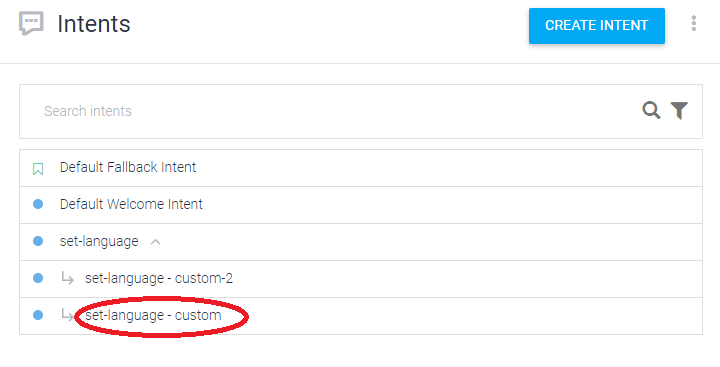 Intents
CREATE INTENT
Search intents
Default Fallback Intent
Default Welcome Intent
set-language
set-language - custom-2
set-language - custom